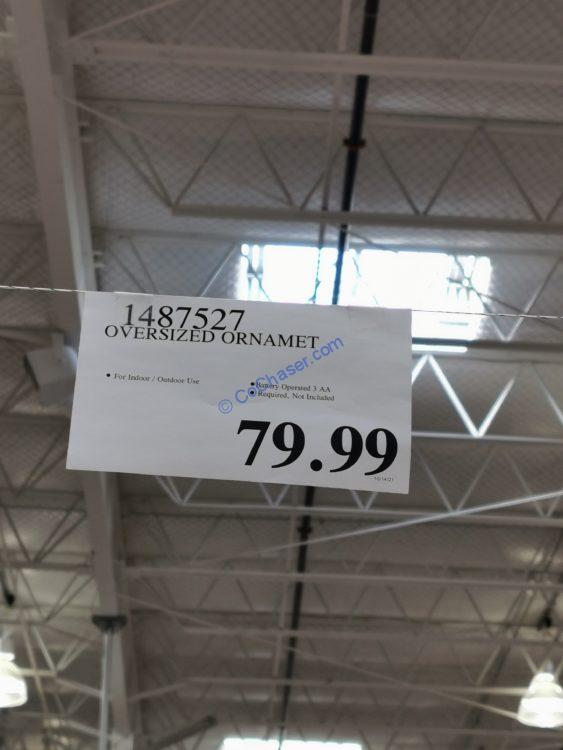 1487527
OVERSIZED ORNAMET
• For Indoor / Outdoor Use
• Battery Operated 3 AA
• Required, Not Included
© CoChaser.com
79.99
10/14/21